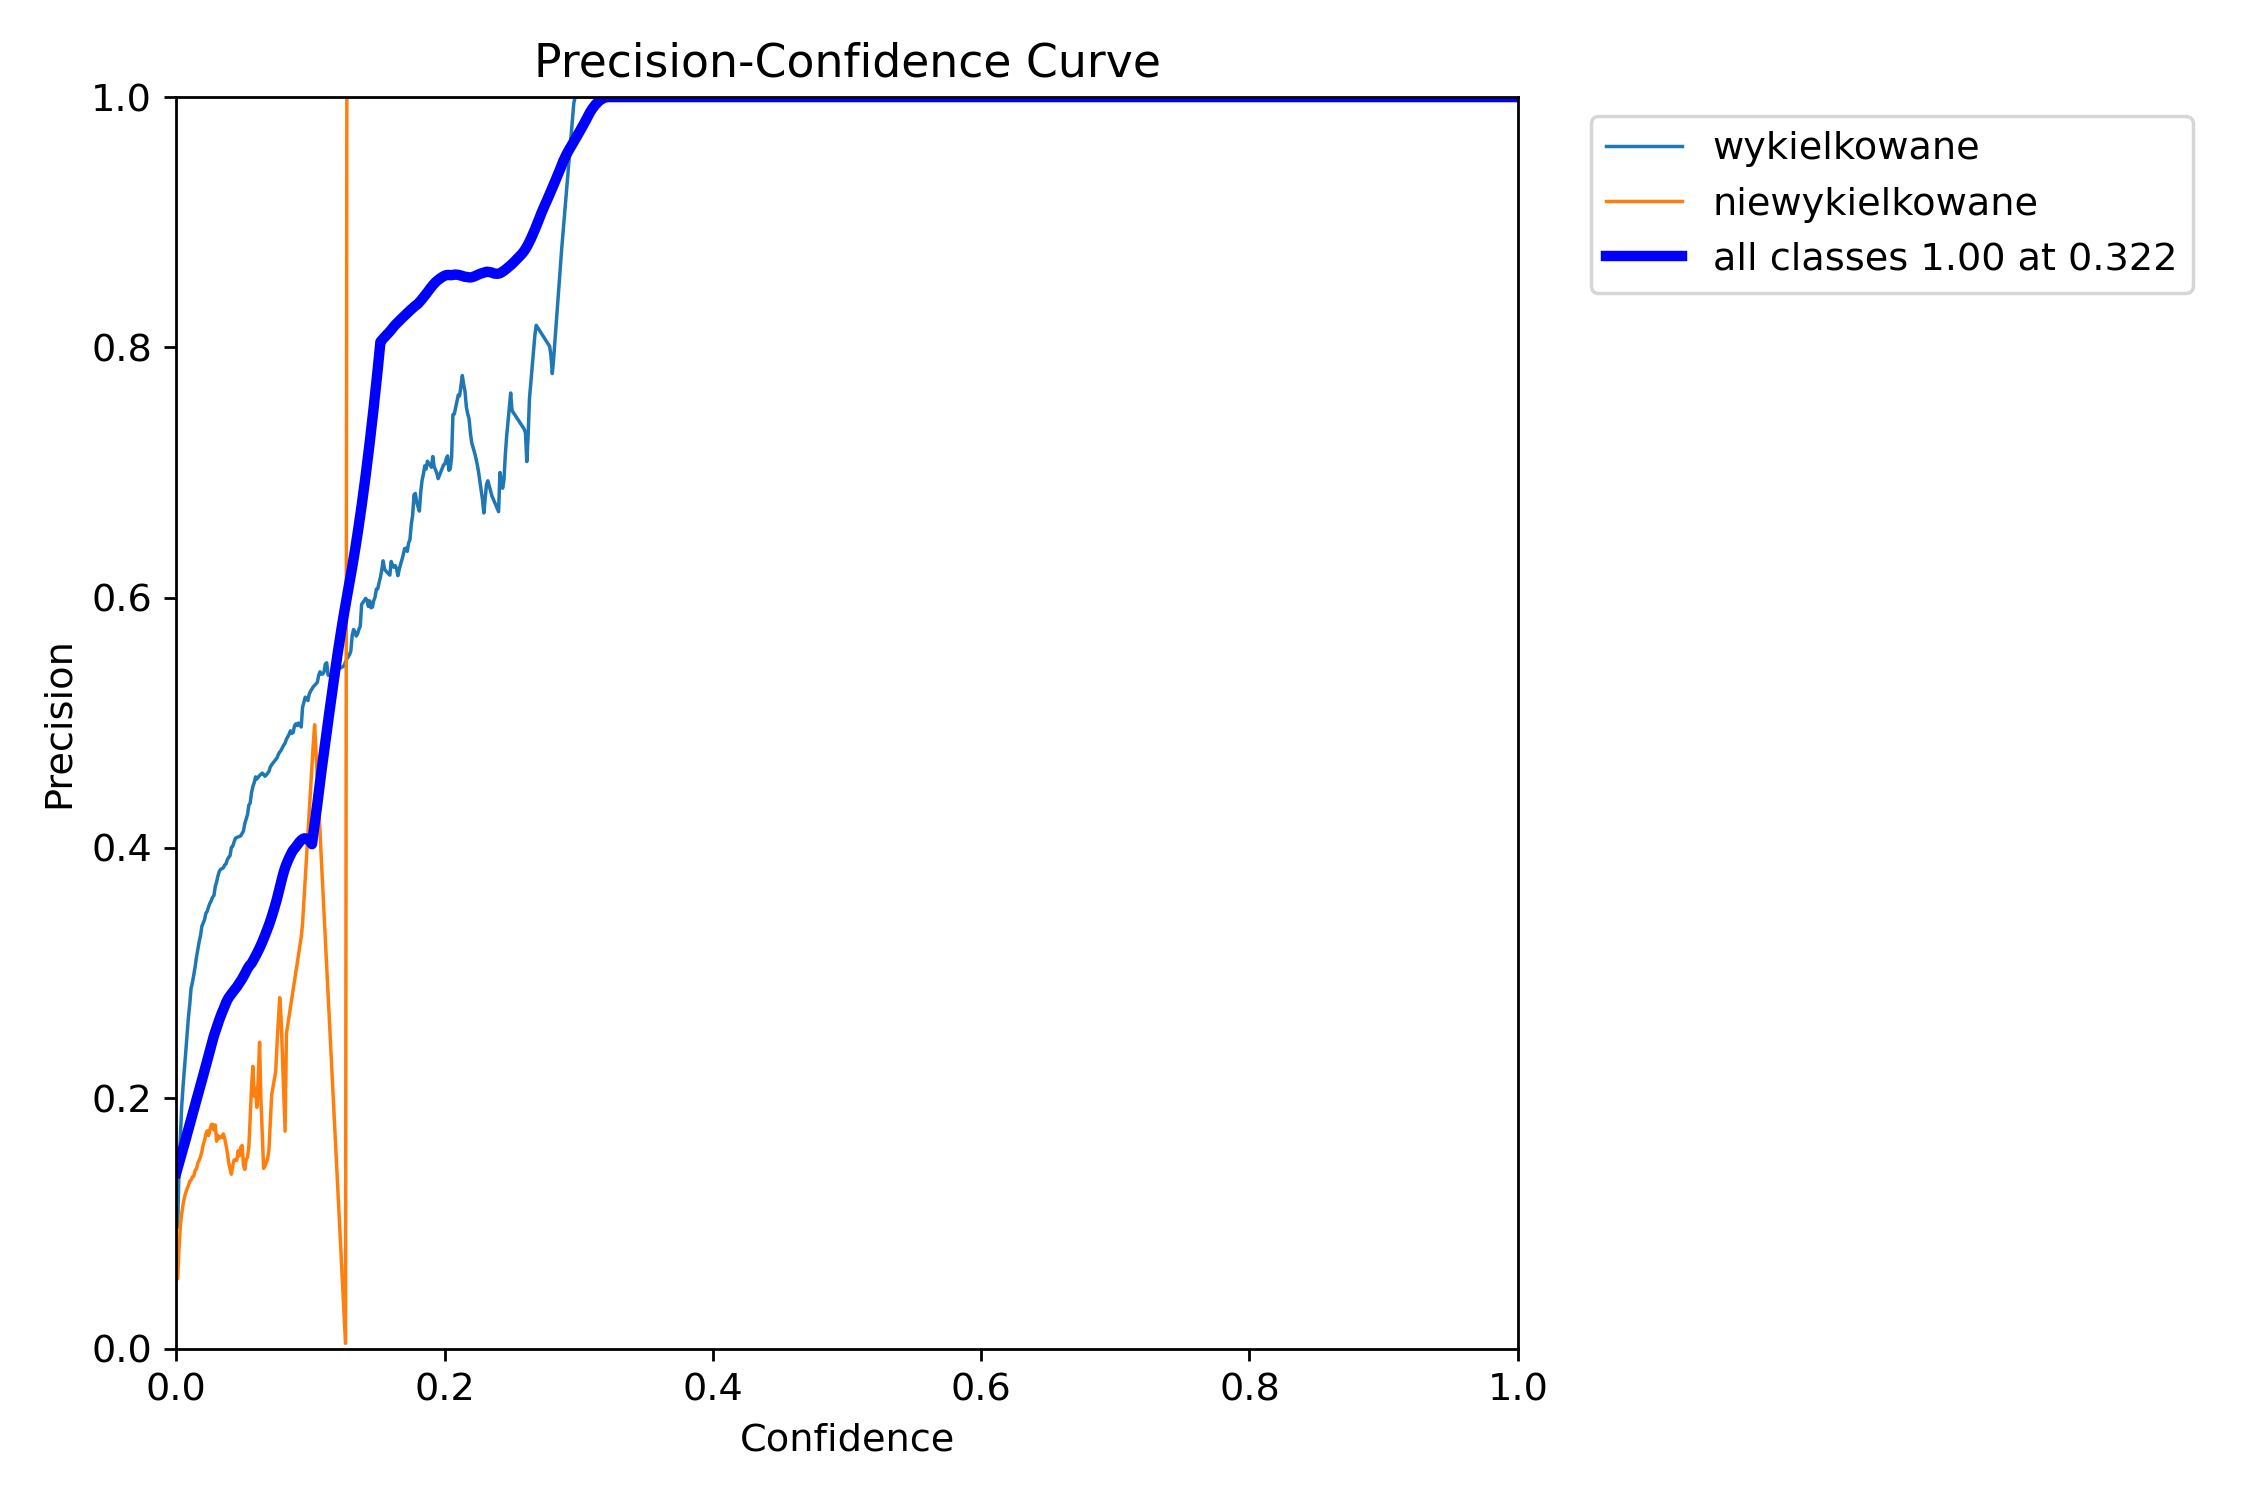 Precision-Confidence Curve
1.0
0.8
0.6
0.4
0.2
0.0
Precision
0.0 0.2 0.4 0.6 0.8 1.0
Confidence
wykielkowane
niewykielkowane
all classes 1.00 at 0.322